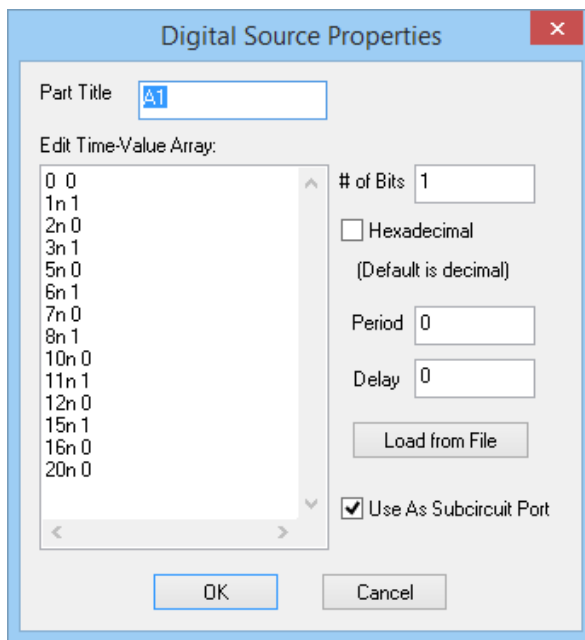 Digital Source Properties
Part Title A1
Edit Time-Value Array:
0 0
1n 1
2n 0
3n 1
5n 0
6n 1
7n 0
8n 1
10n 0
11n 1
12n 0
15n 1
16n 0
20n 0
# of Bits 1
Hexadecimal
(Default is decimal)
Period 0
Delay 0
Load from File
Use As Subcircuit Port
OK
Cancel